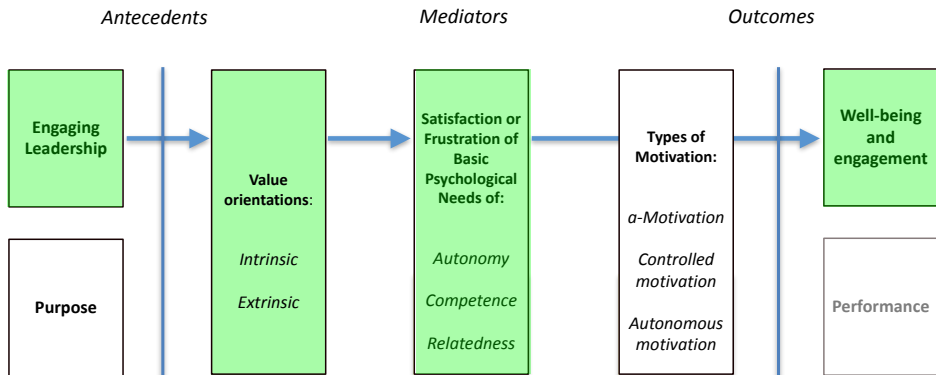 Antecedents
Mediators
Outcomes
Engaging
Leadership
Purpose
Value
orientations:
Intrinsic
Extrinsic
Satisfaction or
Frustration of
Basic
Psychological
Needs of:
Autonomy
Competence
Relatedness
Types of
Motivation:
a-Motivation
Controlled
motivation
Autonomous
motivation
Well-being
and
engagement
Performance